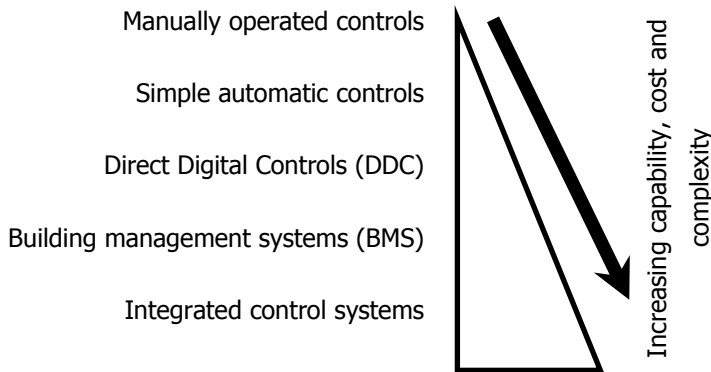 Manually operated controls
Simple automatic controls
Direct Digital Controls (DDC)
Building management systems (BMS)
Integrated control systems
Increasing capability, cost and
complexity